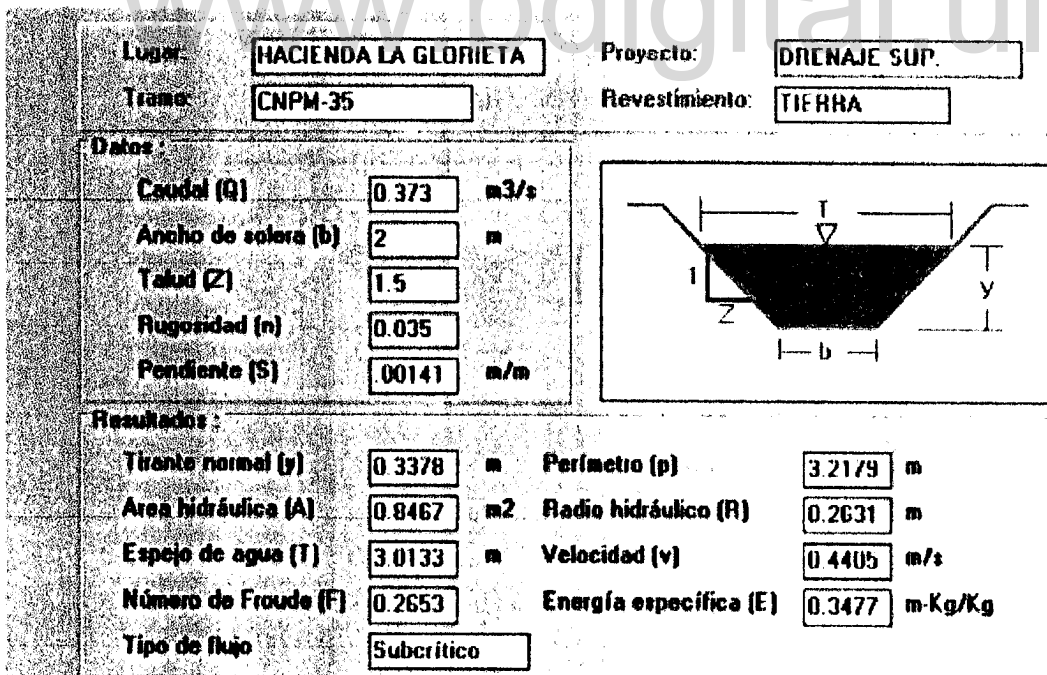 www.bdigital.u
Lugar: HACIENDA LA GLORIETA Proyecto: DRENAJE SUP.
Tramo: CNPM-35 Revestimiento: TIERRA
Datos :
Caudal (Q) 0.373 m3/s
Ancho de solera (b) 2 m
Talud (Z) 1.5
Rugosidad (n) 0.035
Pendiente (S) .00141 m/m
T
1
Z
y
b
Resultados :
Tirante normal (y) 0.3378 m Perímetro (p) 3.2179 m
Area hidráulica (A) 0.8467 m2 Radio hidráulico (R) 0.2631 m
Espejo de agua (T) 3.0133 m Velocidad (v) 0.4405 m/s
Número de Froude (F) 0.2653 Energía específica (E) 0.3477 m-Kg/Kg
Tipo de flujo Subcrítico